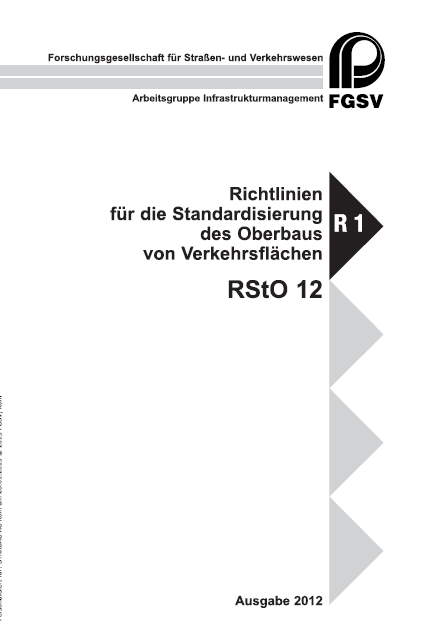 Forschungsgesellschaft für Straßen- und Verkehrswesen
Arbeitsgruppe Infrastrukturmanagement
FGSV
Richtlinien
für die Standardisierung
des Oberbaus
von Verkehrsflächen
R 1
RStO 12
Ausgabe 2012